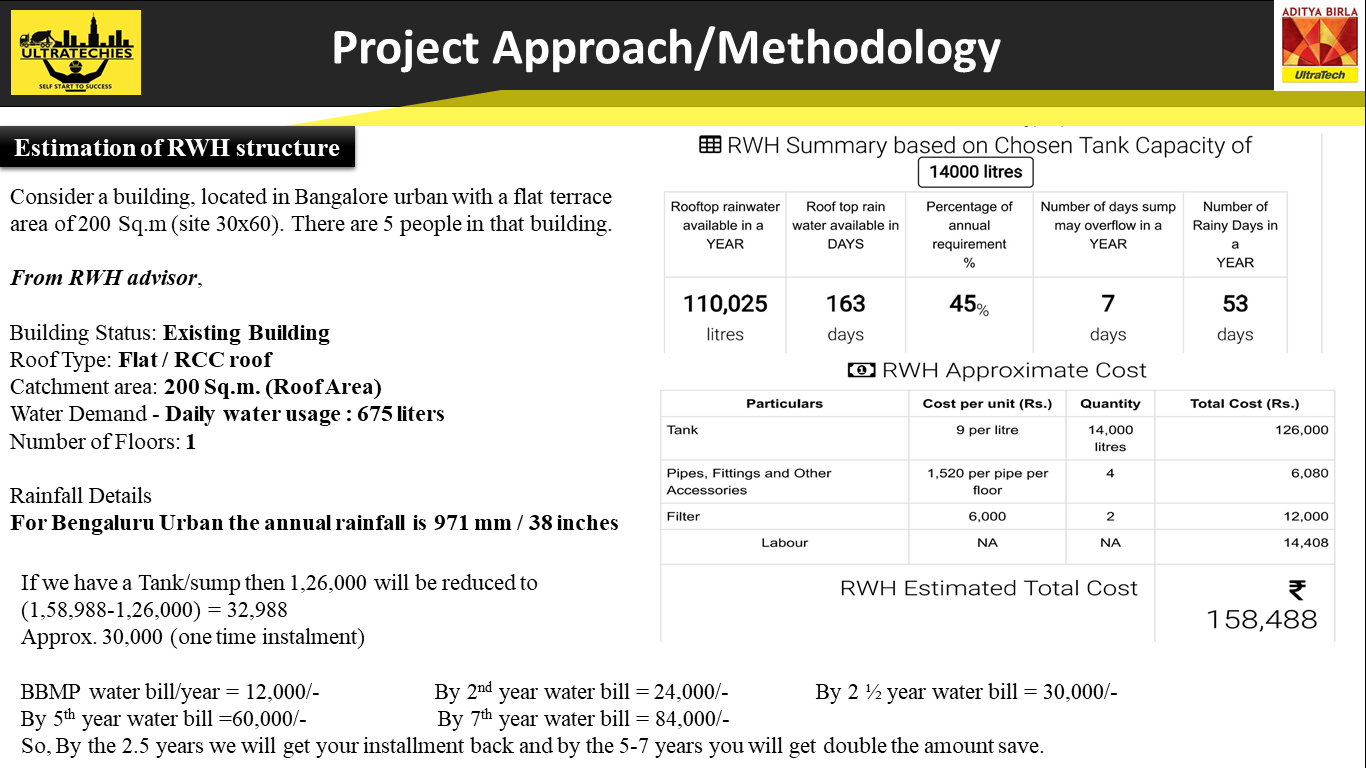 ULTRATECHIES
SELF START TO SUCCESS
Project Approach/Methodology
ADITYA BIRLA
UltraTech
Estimation of RWH structure
Consider a building, located in Bangalore urban with a flat terrace
area of 200 Sq.m (site 30x60). There are 5 people in that building.
From RWH advisor,
Building Status: Existing Building
Roof Type: Flat / RCC roof
Catchment area: 200 Sq.m. (Roof Area)
Water Demand - Daily water usage : 675 liters
Number of Floors: 1
Rainfall Details
For Bengaluru Urban the annual rainfall is 971 mm / 38 inches
If we have a Tank/sump then 1,26,000 will be reduced to
(1,58,988-1,26,000) = 32,988
Approx. 30,000 (one time instalment)
RWH Summary based on Chosen Tank Capacity of
14000 litres
Rooftop rainwater available in a YEAR
Roof top rain water available in DAYS
Percentage of annual requirement %
Number of days sump may overflow in a YEAR
Number of Rainy Days in a YEAR
110,025 litres
163 days
45%
7 days
53 days
RWH Approximate Cost
Particulars Cost per unit (Rs.) Quantity Total Cost (Rs.)
Tank 9 per litre 14,000 litres 126,000
Pipes, Fittings and Other Accessories 1,520 per pipe per floor 4 6,080
Filter 6,000 2 12,000
Labour NA NA 14,408
RWH Estimated Total Cost ₹ 158,488
BBMP water bill/year = 12,000/- By 2nd year water bill = 24,000/- By 2 ½ year water bill = 30,000/-
By 5th year water bill =60,000/- By 7th year water bill = 84,000/-
So, By the 2.5 years we will get your installment back and by the 5-7 years you will get double the amount save.